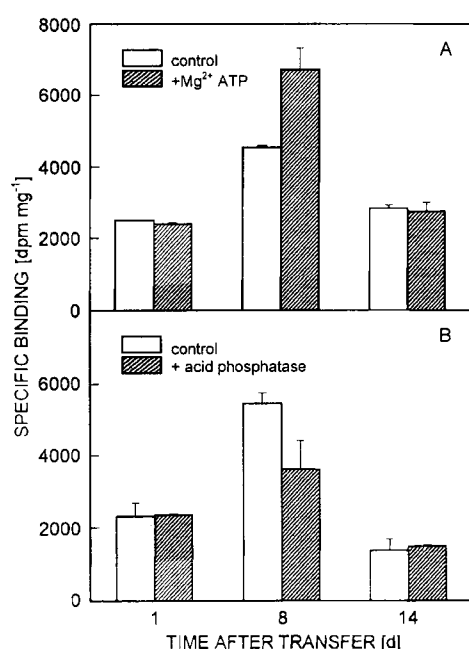 8000
A
control
+Mg²⁺ ATP
6000
4000
2000
0
SPECIFIC BINDING [dpm mg⁻¹]
B
control
+ acid phosphatase
6000
4000
2000
0
1 8 14
TIME AFTER TRANSFER [d]